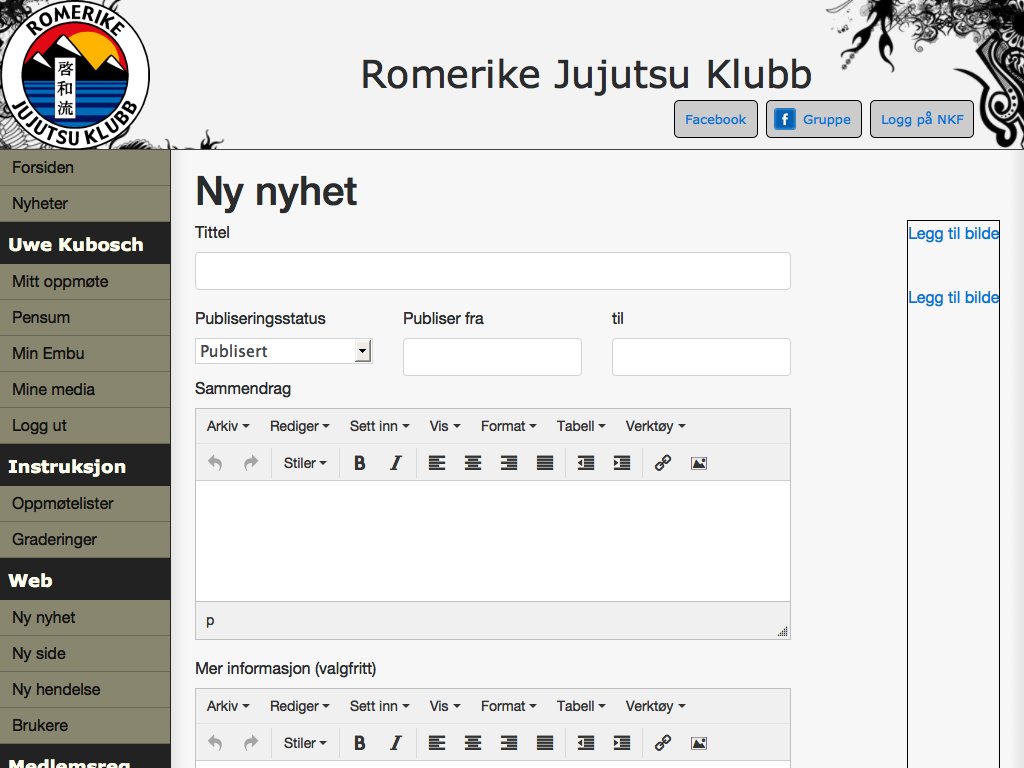 ROMERIKE
啓和流
JUJUTSU KLUBB
Romerike Jujutsu Klubb
Facebook
f Gruppe
Logg på NKF
Forsiden
Nyheter
Uwe Kubosch
Mitt oppmøte
Pensum
Min Embu
Mine media
Logg ut
Instruksjon
Oppmøtelister
Graderinger
Web
Ny nyhet
Ny side
Ny hendelse
Brukere
Medlemsreg
Ny nyhet
Tittel
Publiseringsstatus Publiser fra til
Publisert
Sammendrag
Arkiv Rediger Sett inn Vis Format Tabell Verktøy
Stiler B I
p
Mer informasjon (valgfritt)
Arkiv Rediger Sett inn Vis Format Tabell Verktøy
Stiler B I
Legg til bilde
Legg til bilde